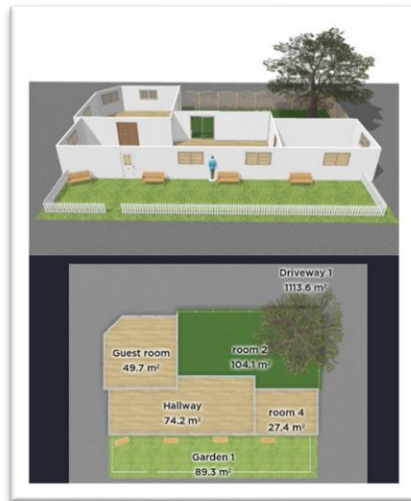 Driveway 1
1113.6 m²
Guest room
49.7 m²
room 2
104.1 m²
Hallway
74.2 m²
room 4
27.4 m²
Garden 1
89.3 m²